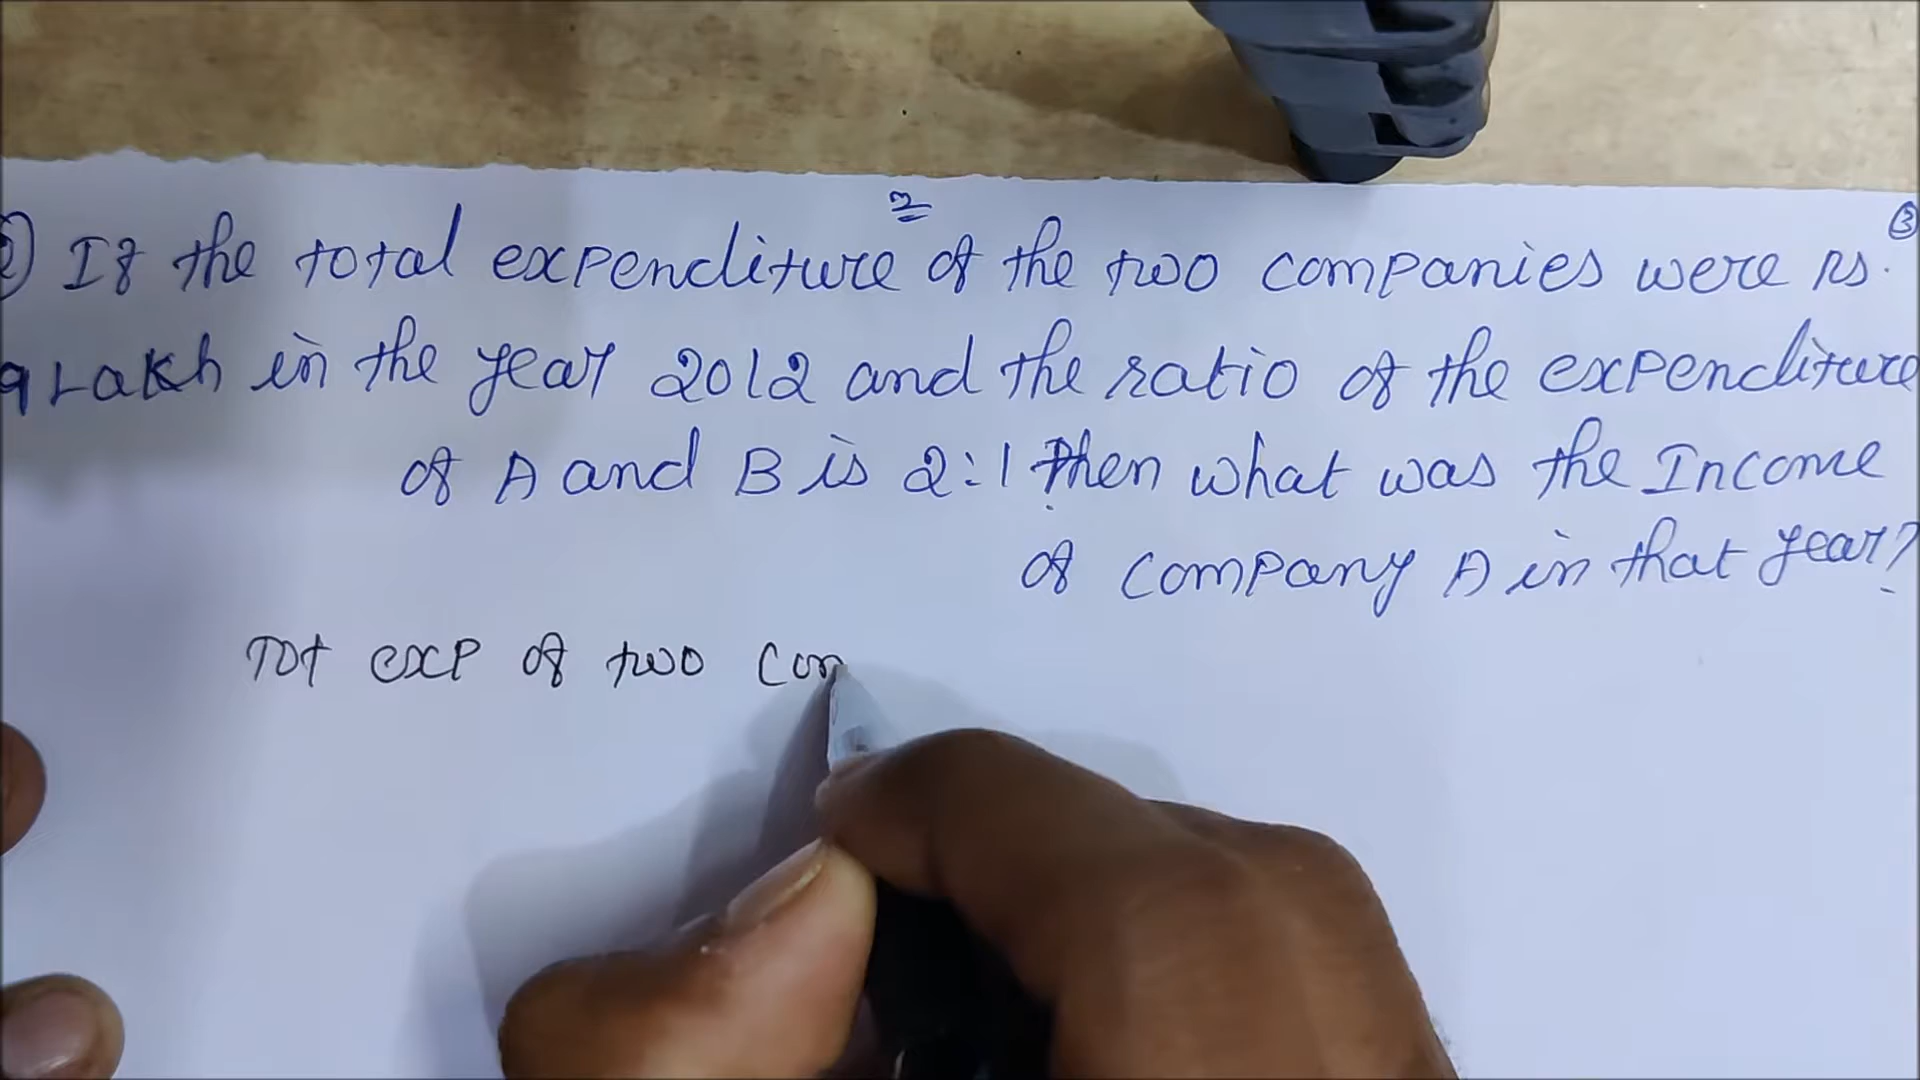 2) If the total expenditure of the two companies were rs.
9 Lakh in the year 2012 and the ratio of the expenditure
of A and B is 2:1 Then what was the Income
of company A in that year?
Tot exp of two com